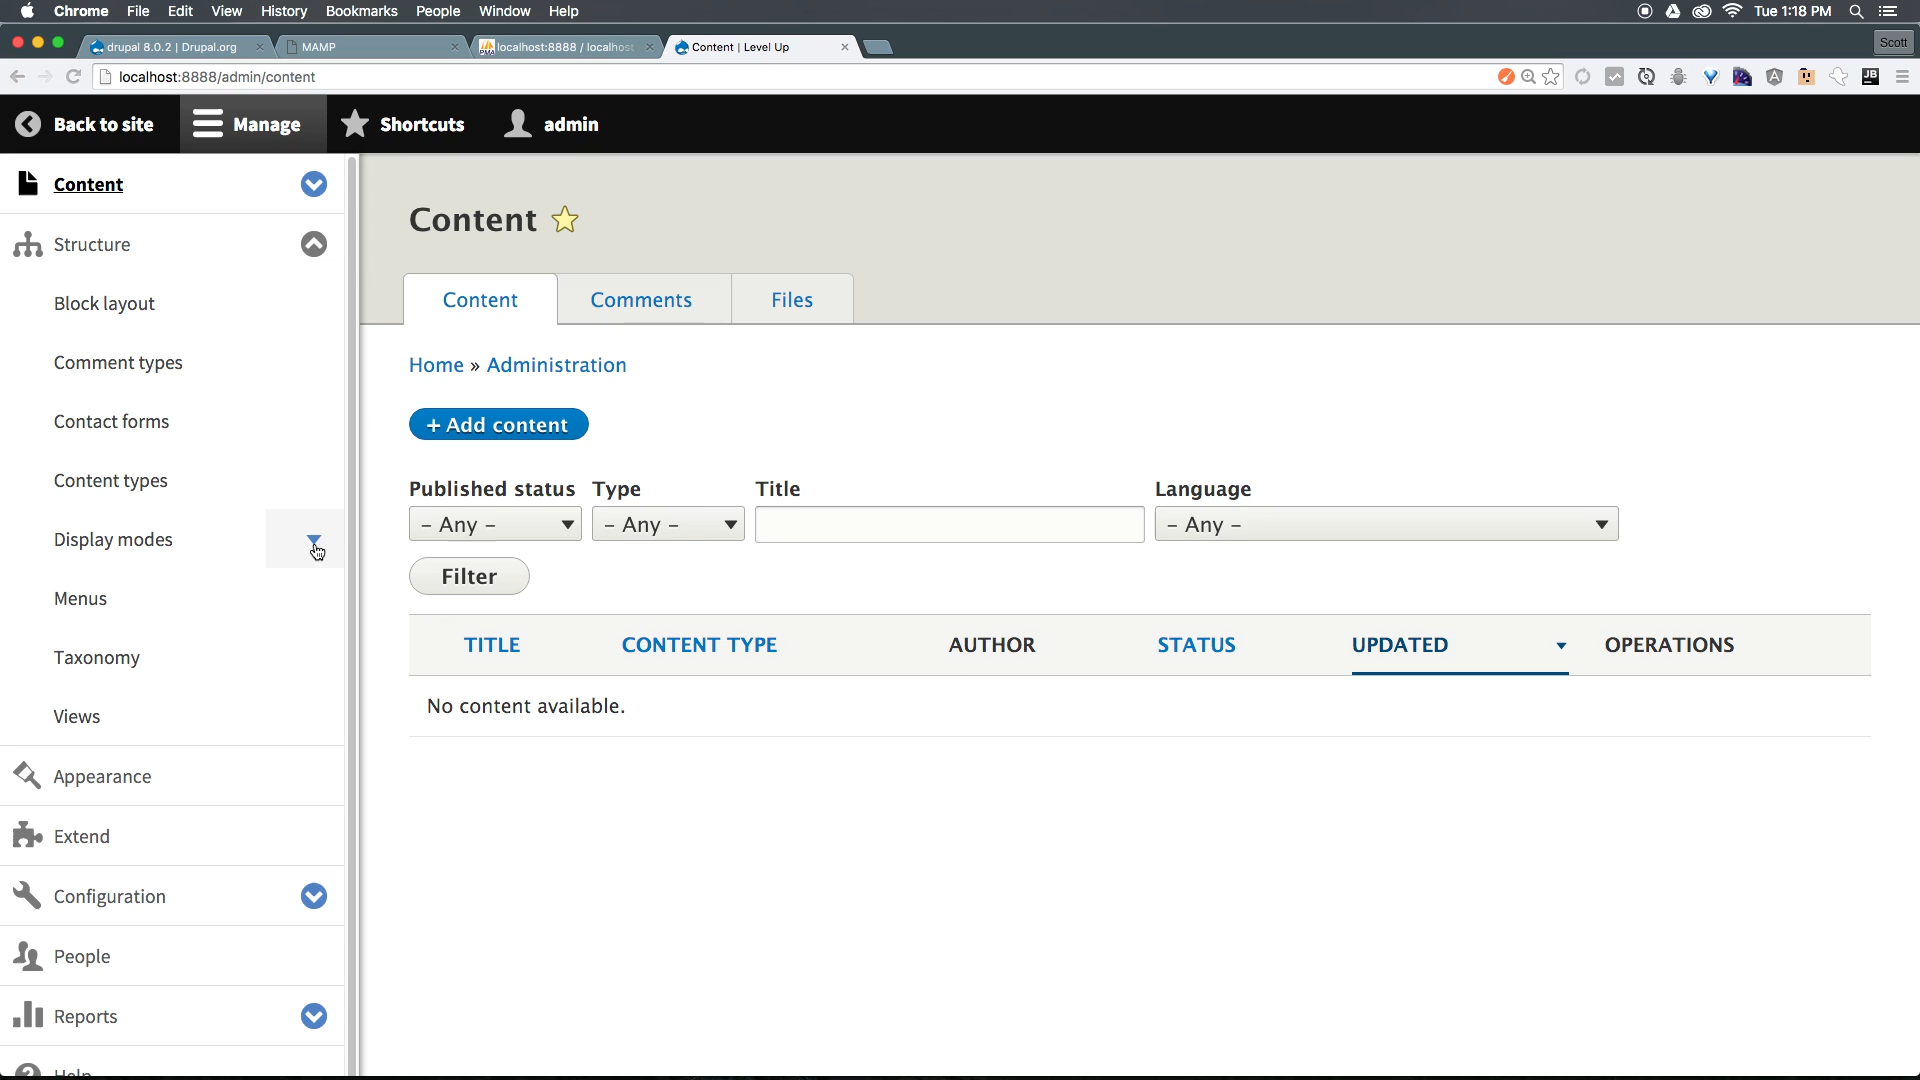 Chrome File Edit View History Bookmarks People Window Help Tue 1:18 PM
drupal 8.0.2 | Drupal.org MAMP localhost:8888 / localhost Content | Level Up Scott
localhost:8888/admin/content JB
Back to site Manage Shortcuts admin
Content
Structure
Block layout
Comment types
Contact forms
Content types
Display modes
Menus
Taxonomy
Views
Appearance
Extend
Configuration
People
Reports
Help
Content
Content Comments Files
Home » Administration
+ Add content
Published status Type Title Language
- Any - - Any - - Any -
Filter
TITLE CONTENT TYPE AUTHOR STATUS UPDATED OPERATIONS
No content available.